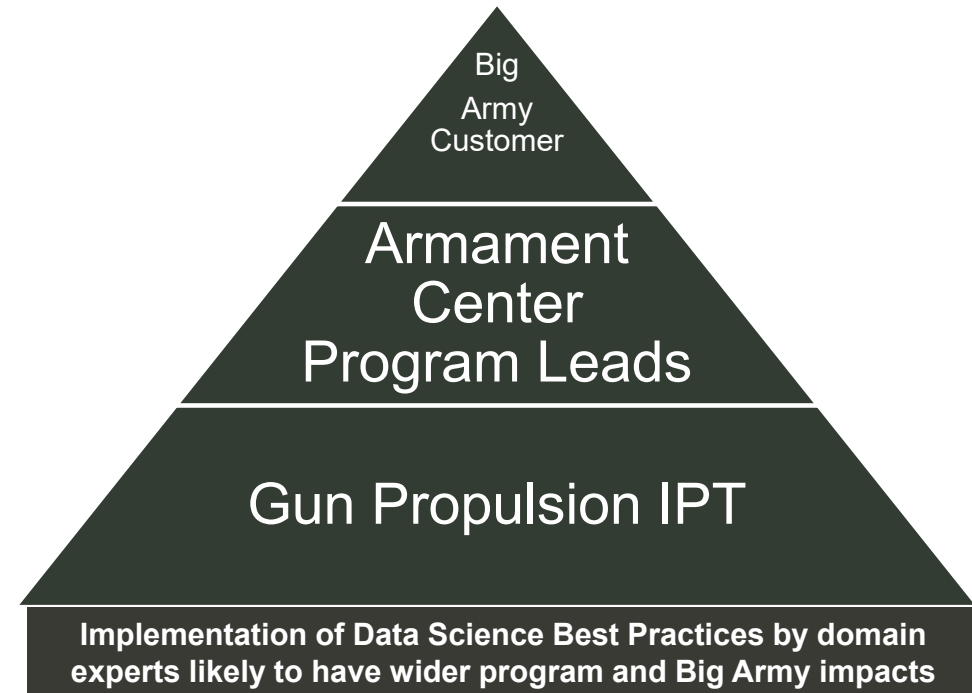 Big
Army
Customer
Armament
Center
Program Leads
Gun Propulsion IPT
Implementation of Data Science Best Practices by domain
experts likely to have wider program and Big Army impacts